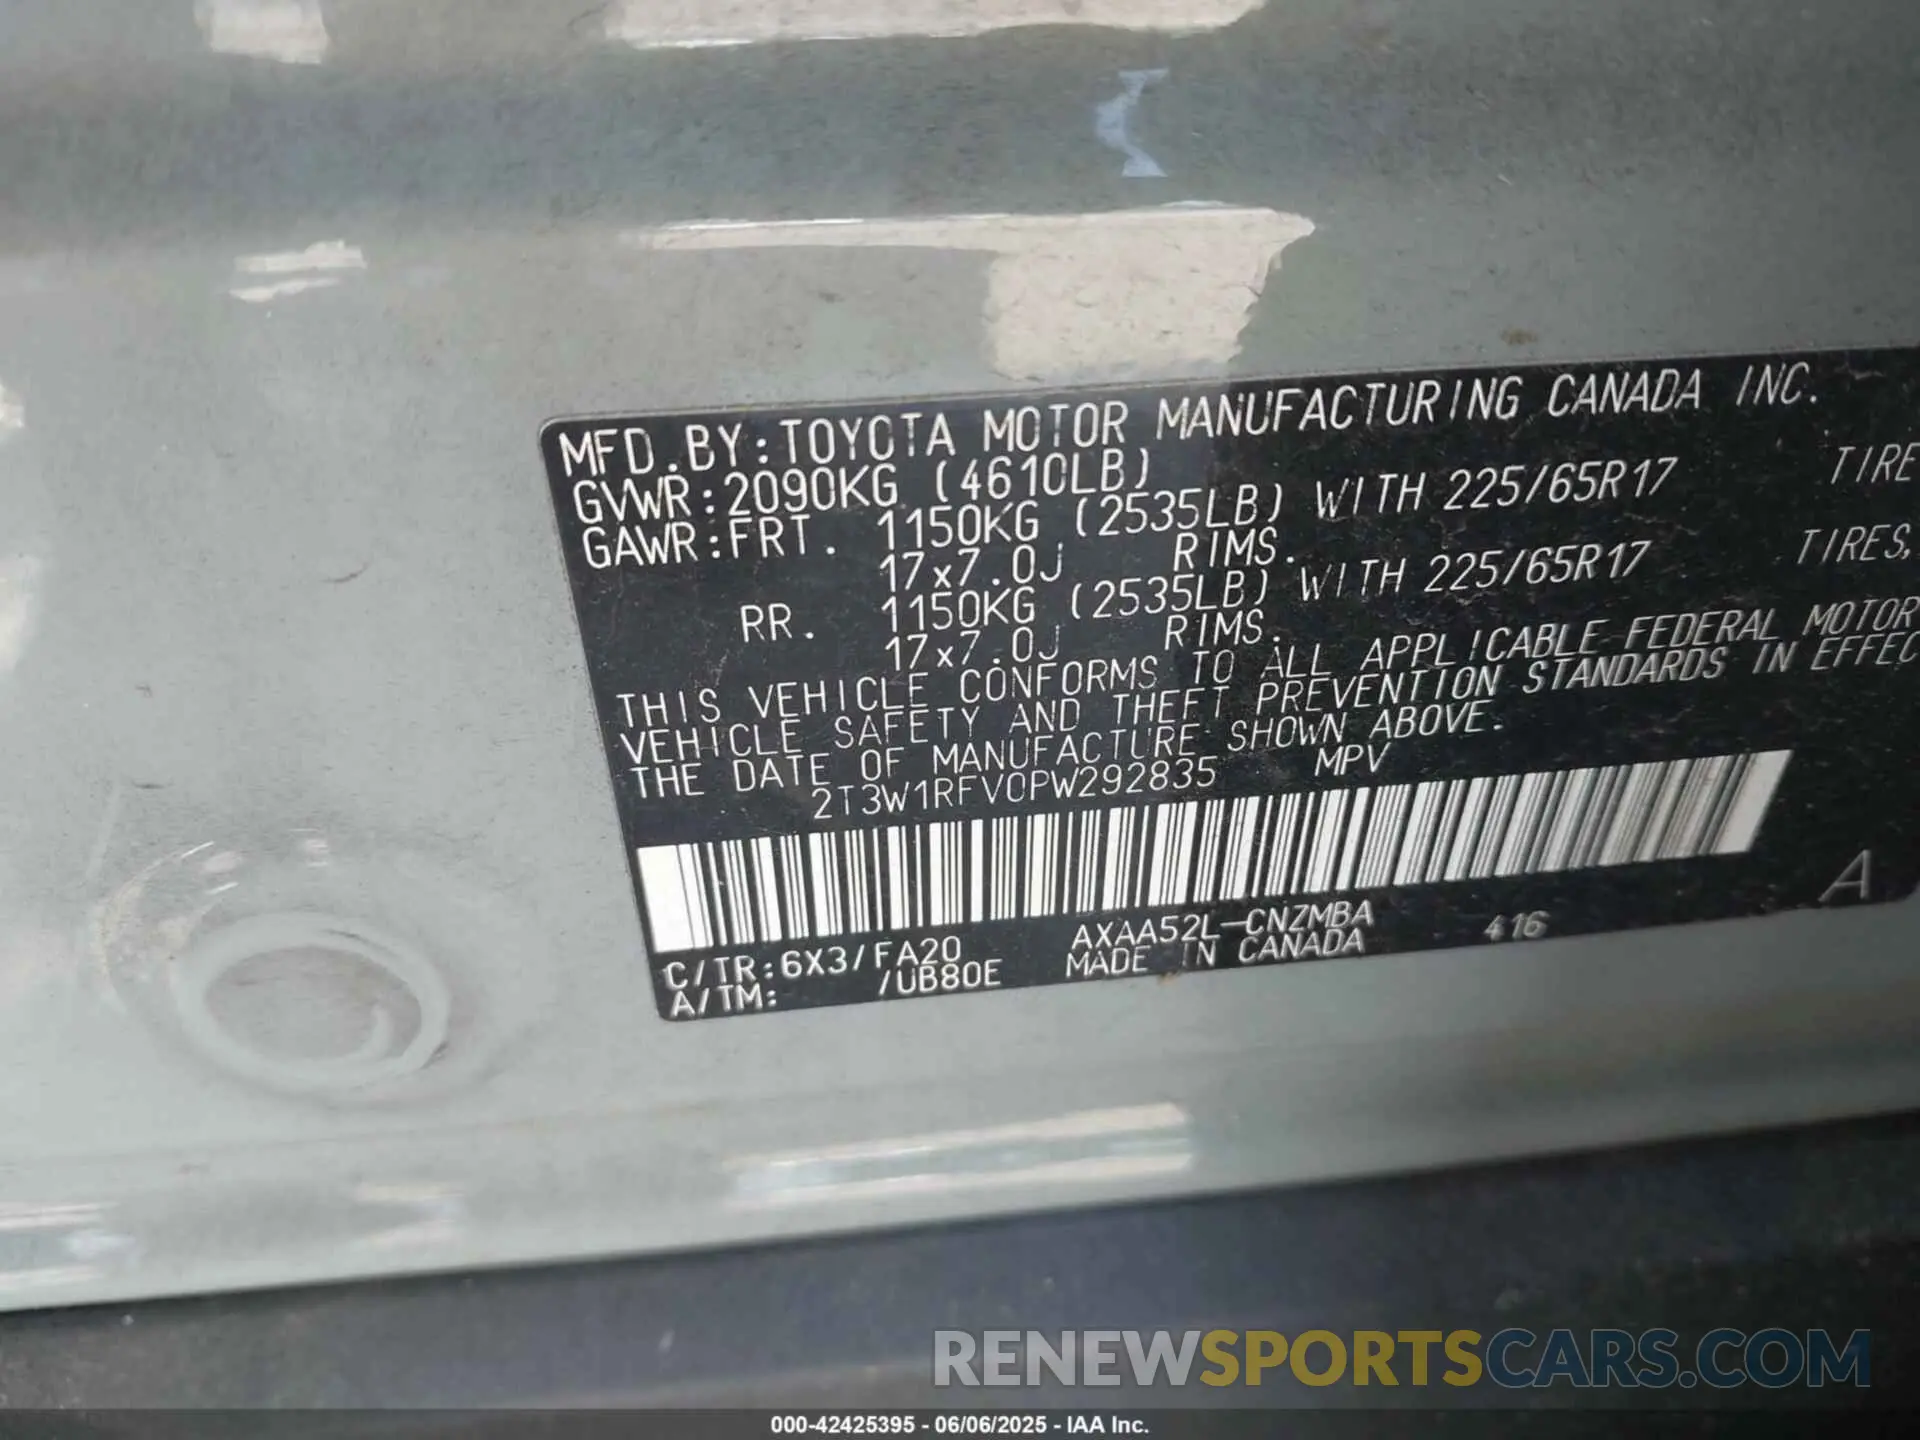 MFD.BY:TOYOTA MOTOR MANUFACTURING CANADA INC.
GVWR:2090KG (4610LB)
GAWR:FRT. 1150KG (2535LB) WITH 225/65R17 TIRE
17x7.0J RIMS.
RR. 1150KG (2535LB) WITH 225/65R17 TIRES,
17x7.0J RIMS.
THIS VEHICLE CONFORMS TO ALL APPLICABLE FEDERAL MOTOR
VEHICLE SAFETY AND THEFT PREVENTION STANDARDS IN EFFEC
THE DATE OF MANUFACTURE SHOWN ABOVE.
2T3W1RFV0PW292835 MPV
C/TR:6X3/FA20 AXAA52L-CNZMBA 416 A
A/TM: /UB80E MADE IN CANADA
RENEWSPORTSCARS.COM
000-42425395 - 06/06/2025 - IAA Inc.